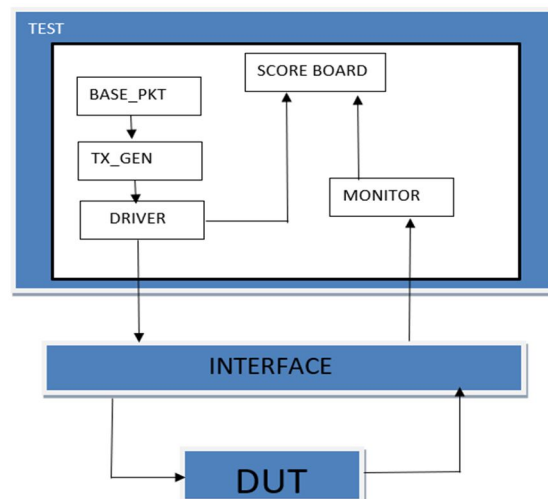 TEST
SCORE BOARD
BASE_PKT
TX_GEN
MONITOR
DRIVER
INTERFACE
DUT